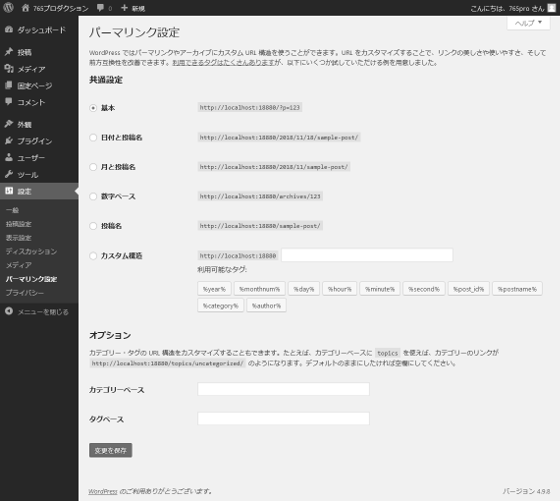 765プロダクション 0 新規 こんにちは、765pro さん
ヘルプ
ダッシュボード
投稿
メディア
固定ページ
コメント
外観
プラグイン
ユーザー
ツール
設定
一般
投稿設定
表示設定
ディスカッション
メディア
パーマリンク設定
プライバシー
メニューを閉じる
パーマリンク設定
WordPress ではパーマリンクやアーカイブにカスタム URL 構造を使うことができます。URL をカスタマイズすることで、リンクの美しさや使いやすさ、そして
前方互換性を改善できます。利用できるタグはたくさんありますが、以下にいくつか試していただける例を用意しました。
共通設定
基本 http://localhost:18880/?p=123
日付と投稿名 http://localhost:18880/2018/11/18/sample-post/
月と投稿名 http://localhost:18880/2018/11/sample-post/
数字ベース http://localhost:18880/archives/123
投稿名 http://localhost:18880/sample-post/
カスタム構造 http://localhost:18880
利用可能なタグ:
%year% %monthnum% %day% %hour% %minute% %second% %post_id% %postname%
%category% %author%
オプション
カテゴリー・タグの URL 構造をカスタマイズすることもできます。たとえば、カテゴリーベースに topics を使えば、カテゴリーのリンクが
http://localhost:18880/topics/uncategorized/ のようになります。デフォルトのままにしたければ空欄にしてください。
カテゴリーベース
タグベース
変更を保存
WordPress のご利用ありがとうございます。 バージョン 4.9.8